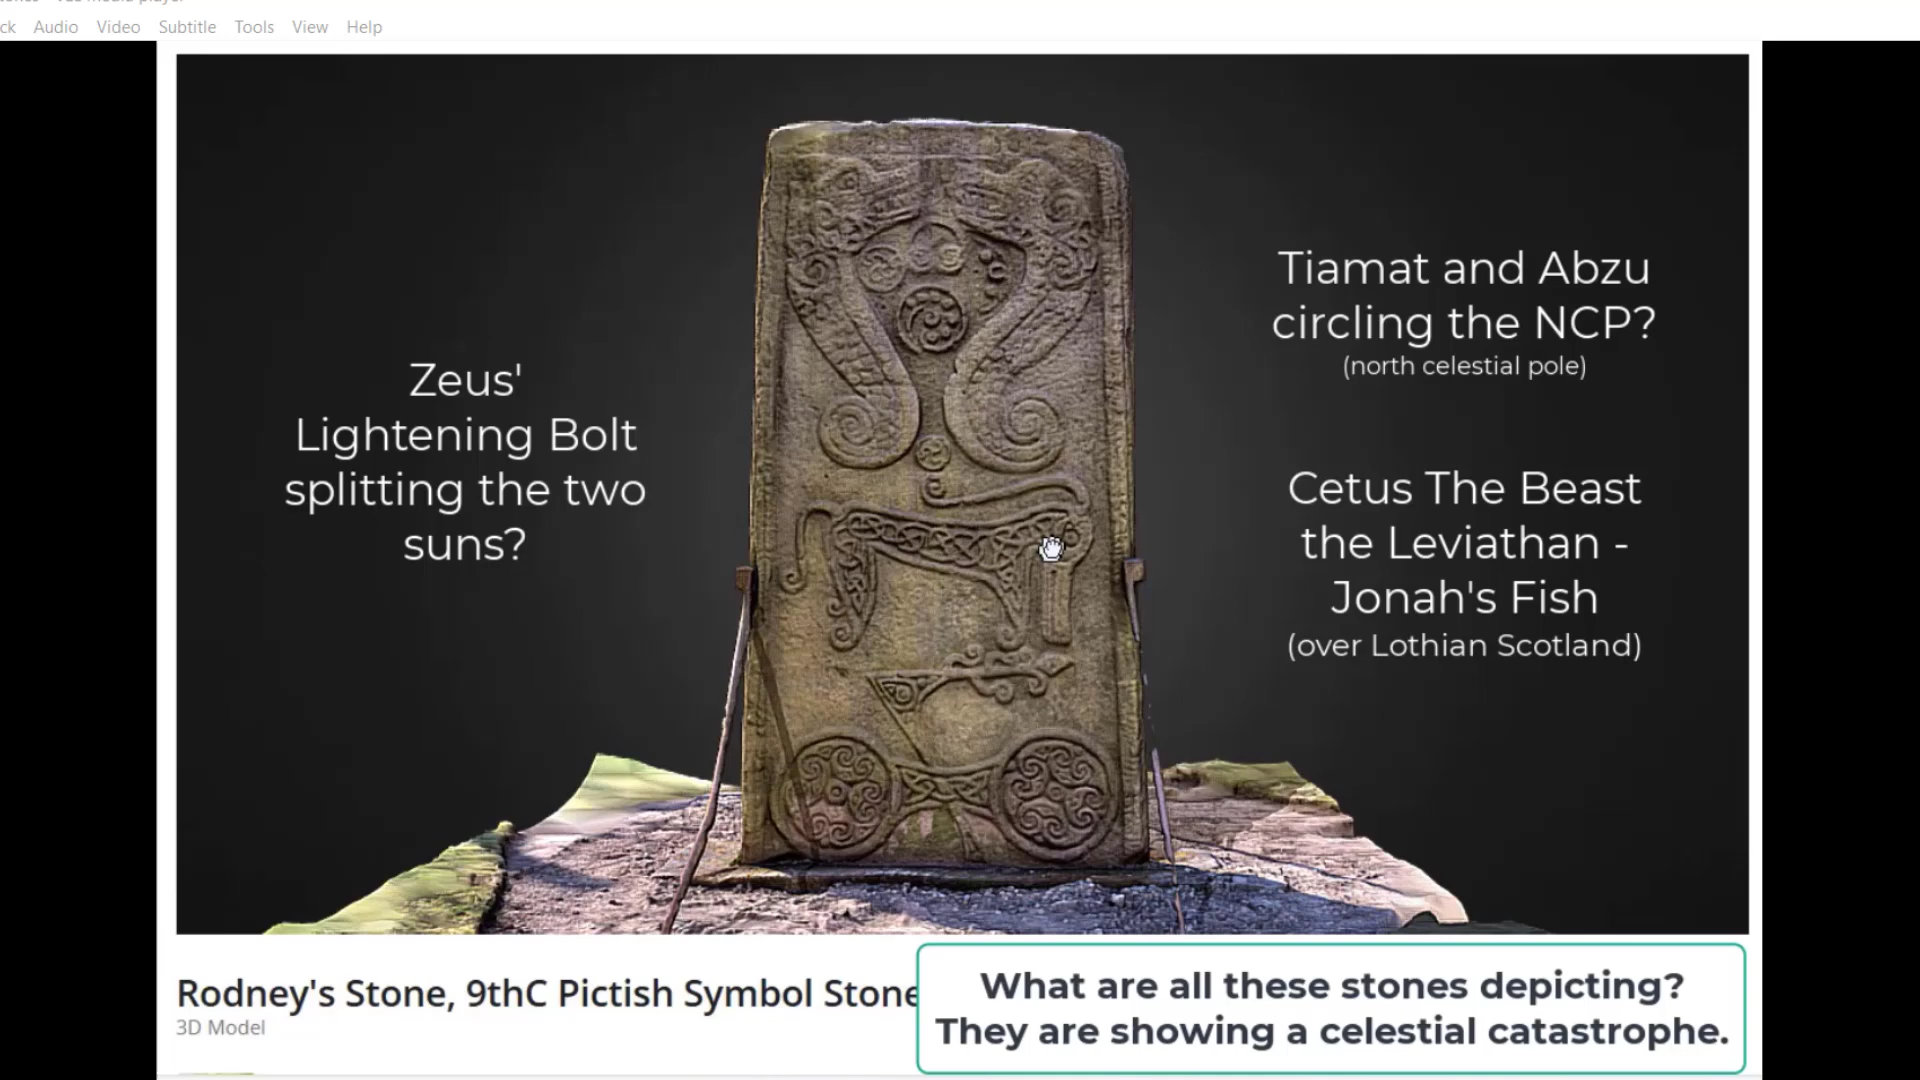 ck Audio Video Subtitle Tools View Help
Zeus'
Lightening Bolt
splitting the two
suns?
Tiamat and Abzu
circling the NCP?
(north celestial pole)
Cetus The Beast
the Leviathan -
Jonah's Fish
(over Lothian Scotland)
Rodney's Stone, 9thC Pictish Symbol Stone
3D Model
What are all these stones depicting?
They are showing a celestial catastrophe.